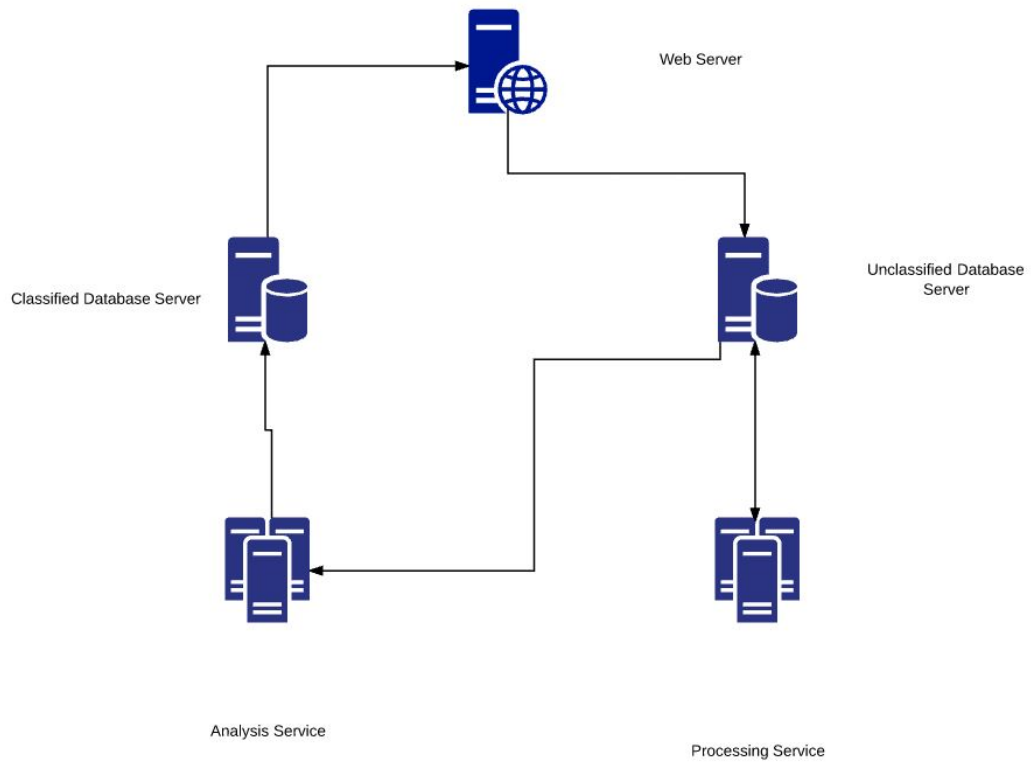 Web Server
Unclassified Database
Server
Classified Database Server
Analysis Service
Processing Service